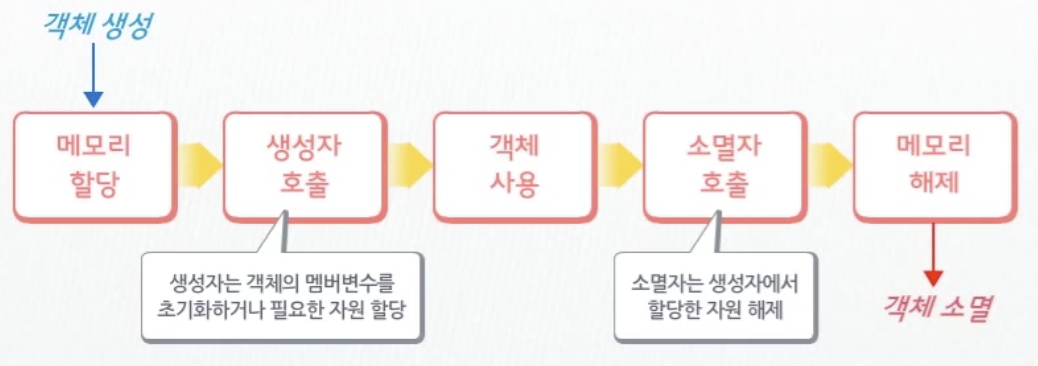 객체 생성
메모리
할당
생성자
호출
객체
사용
소멸자
호출
메모리
해제
생성자는 객체의 멤버변수를
초기화하거나 필요한 자원 할당
소멸자는 생성자에서
할당한 자원 해제
객체 소멸